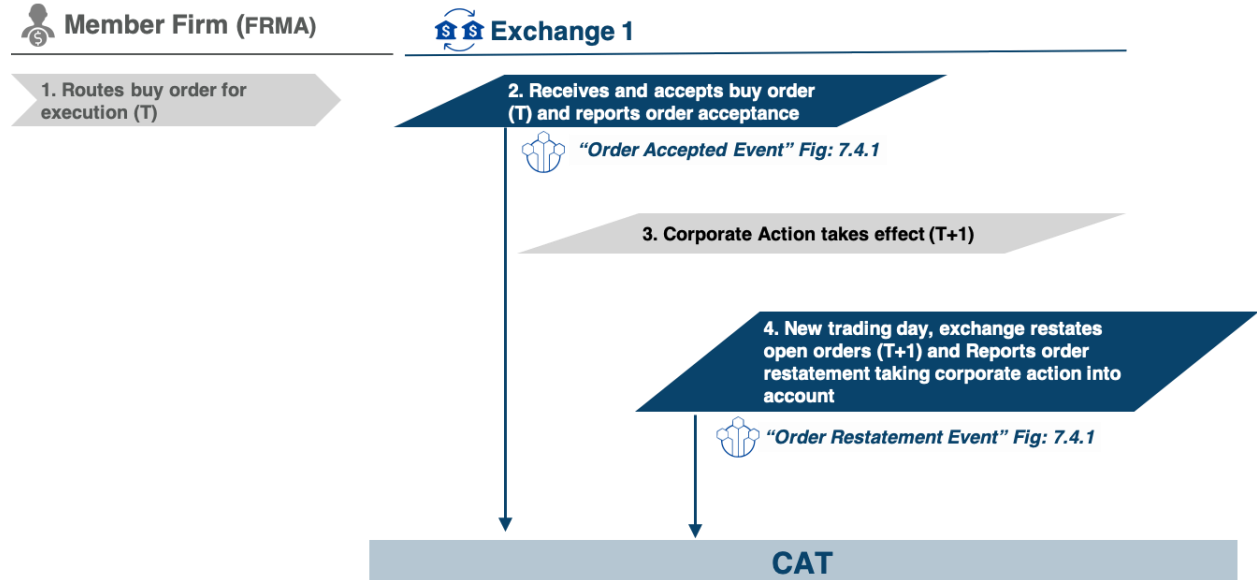 Member Firm (FRMA)
Exchange 1
1. Routes buy order for
execution (T)
2. Receives and accepts buy order
(T) and reports order acceptance
“Order Accepted Event” Fig: 7.4.1
3. Corporate Action takes effect (T+1)
4. New trading day, exchange restates
open orders (T+1) and Reports order
restatement taking corporate action into
account
“Order Restatement Event” Fig: 7.4.1
CAT